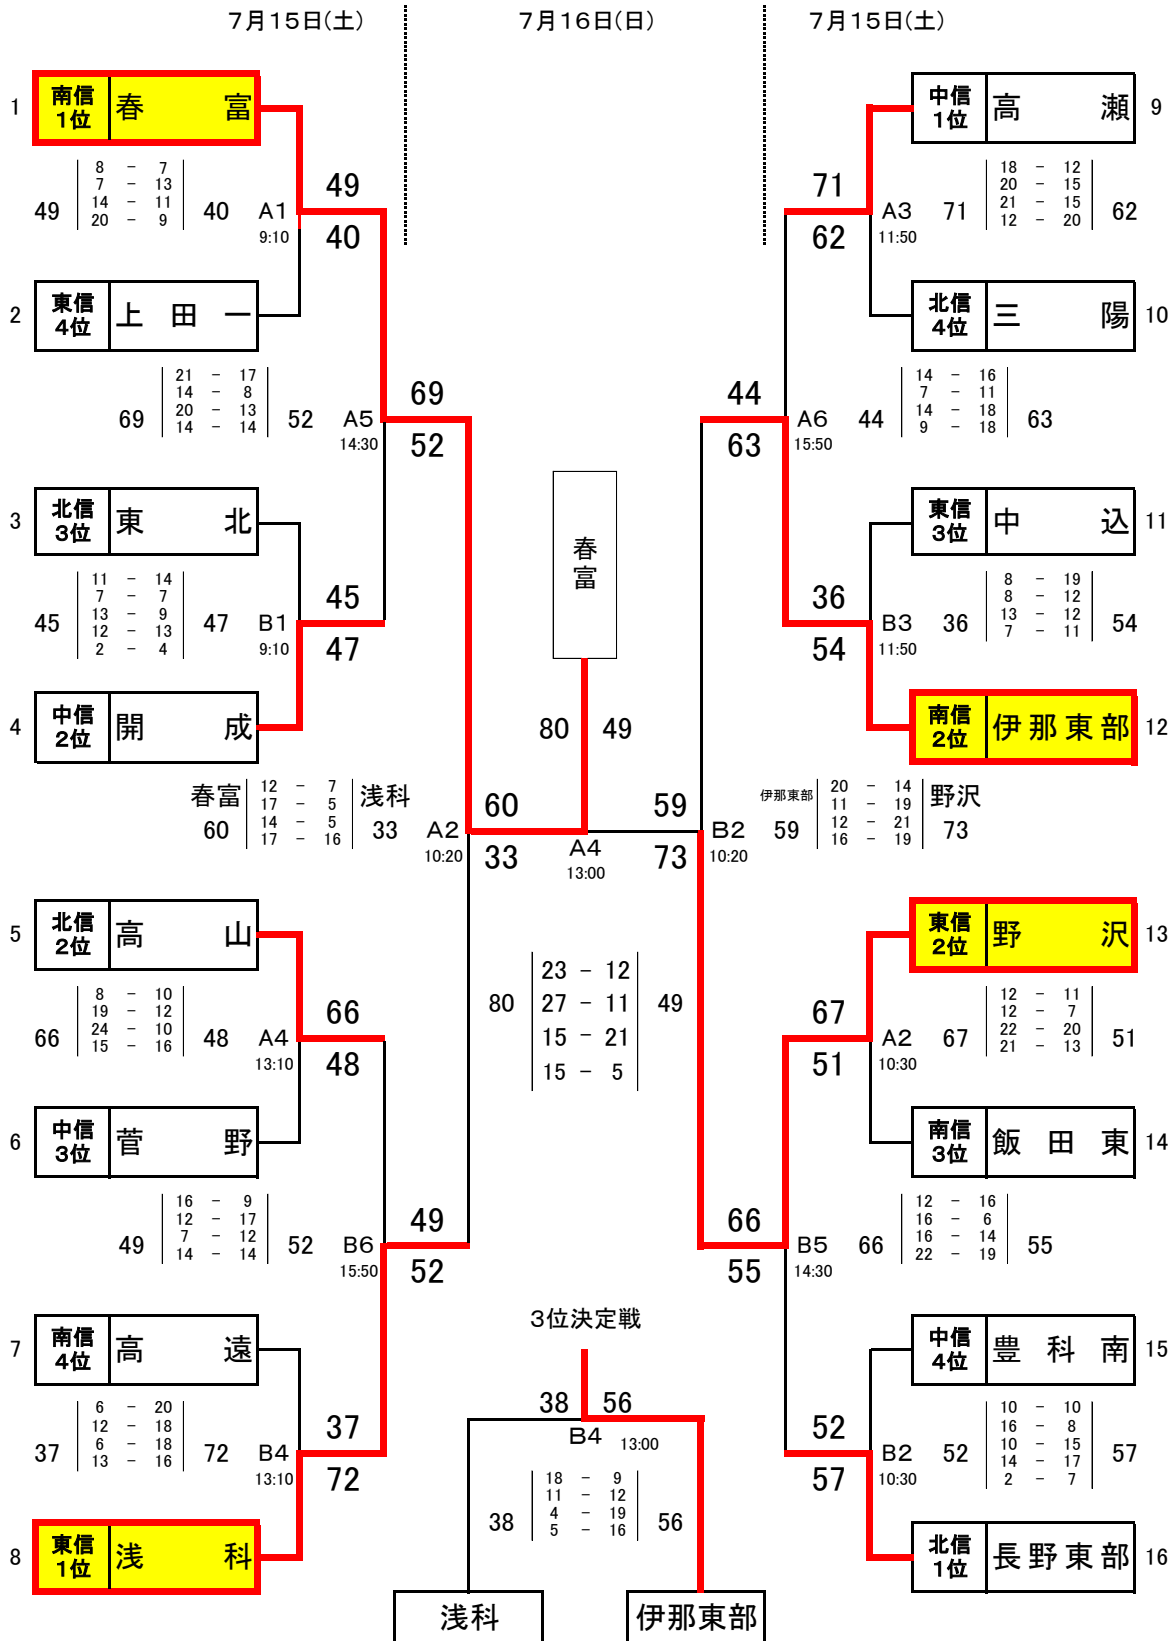 7月15日(土)
7月16日(日)
7月15日(土)
1 南信1位 春富
8 - 7
7 - 13
14 - 11
20 - 9
49 40
A1
9:10
49
40
2 東信4位 上田一
21 - 17
14 - 8
20 - 13
14 - 14
69 52
A5
14:30
69
52
3 北信3位 東北
11 - 14
7 - 7
13 - 9
12 - 13
2 - 4
45 47
B1
9:10
45
47
4 中信2位 開成
春富 浅科
12 - 7
17 - 5
14 - 5
17 - 16
60 33
A2
10:20
60
33
5 北信2位 高山
8 - 10
19 - 12
24 - 10
15 - 16
66 48
A4
13:10
66
48
6 中信3位 菅野
16 - 9
12 - 17
7 - 12
14 - 14
49 52
B6
15:50
49
52
7 南信4位 高遠
6 - 20
12 - 18
6 - 18
13 - 16
37 72
B4
13:10
37
72
8 東信1位 浅科
春富
80 49
A4
13:00
23 - 12
27 - 11
15 - 21
15 - 5
80 49
3位決定戦
38 56
B4 13:00
18 - 9
11 - 12
4 - 19
5 - 16
38 56
浅科
伊那東部
中信1位 高瀬 9
18 - 12
20 - 15
21 - 15
12 - 20
71 62
A3
11:50
71
62
北信4位 三陽 10
14 - 16
7 - 11
14 - 18
9 - 18
44 63
A6
15:50
44
63
東信3位 中込 11
8 - 19
8 - 12
13 - 12
7 - 11
36 54
B3
11:50
36
54
南信2位 伊那東部 12
伊那東部 野沢
20 - 14
11 - 19
12 - 21
16 - 19
59 73
B2
10:20
59
73
東信2位 野沢 13
12 - 11
12 - 7
22 - 20
21 - 13
67 51
A2
10:30
67
51
南信3位 飯田東 14
12 - 16
16 - 6
16 - 14
22 - 19
66 55
B5
14:30
66
55
中信4位 豊科南 15
10 - 10
16 - 8
10 - 15
14 - 17
2 - 7
52 57
B2
10:30
52
57
北信1位 長野東部 16